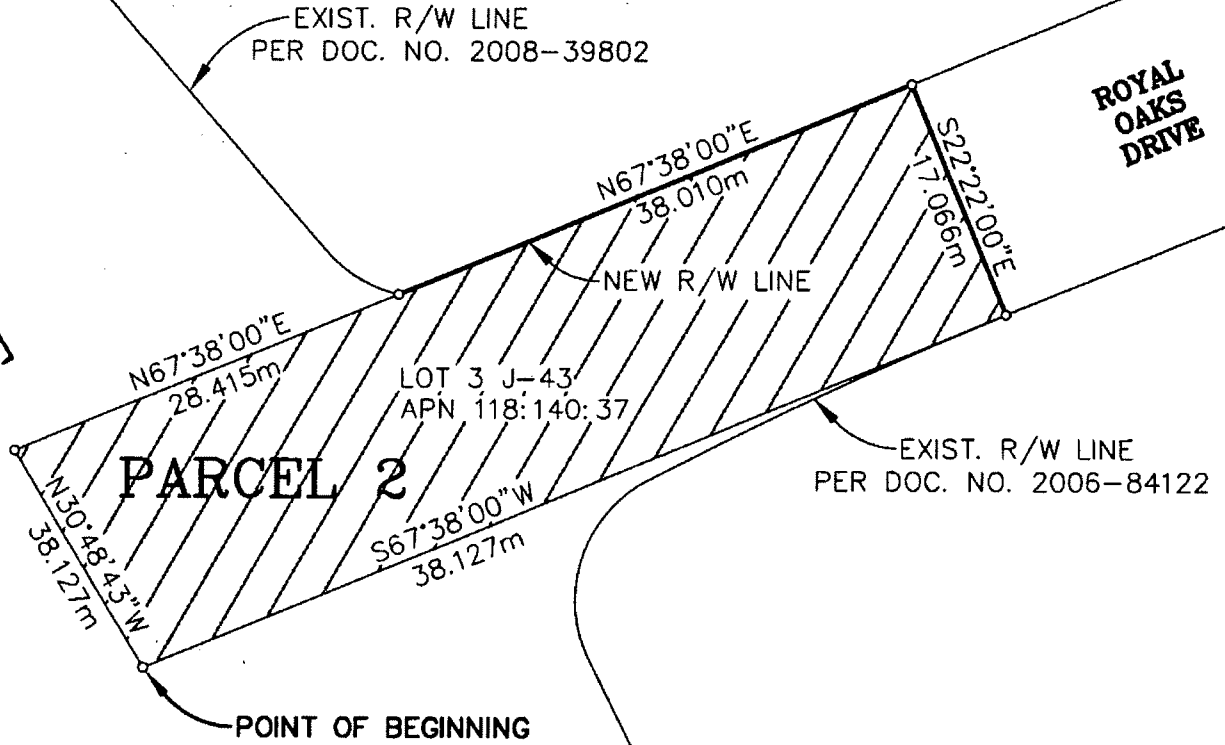 EXIST. R/W LINE
PER DOC. NO. 2008-39802
ROYAL
OAKS
DRIVE
N67°38'00"E
38.010m
S22°22'00"E
17.066m
NEW R/W LINE
N67°38'00"E
28.415m
LOT 3 J-43
APN 118:140:37
PARCEL 2
EXIST. R/W LINE
PER DOC. NO. 2006-84122
N30°48'43"W
38.127m
S67°38'00"W
38.127m
POINT OF BEGINNING